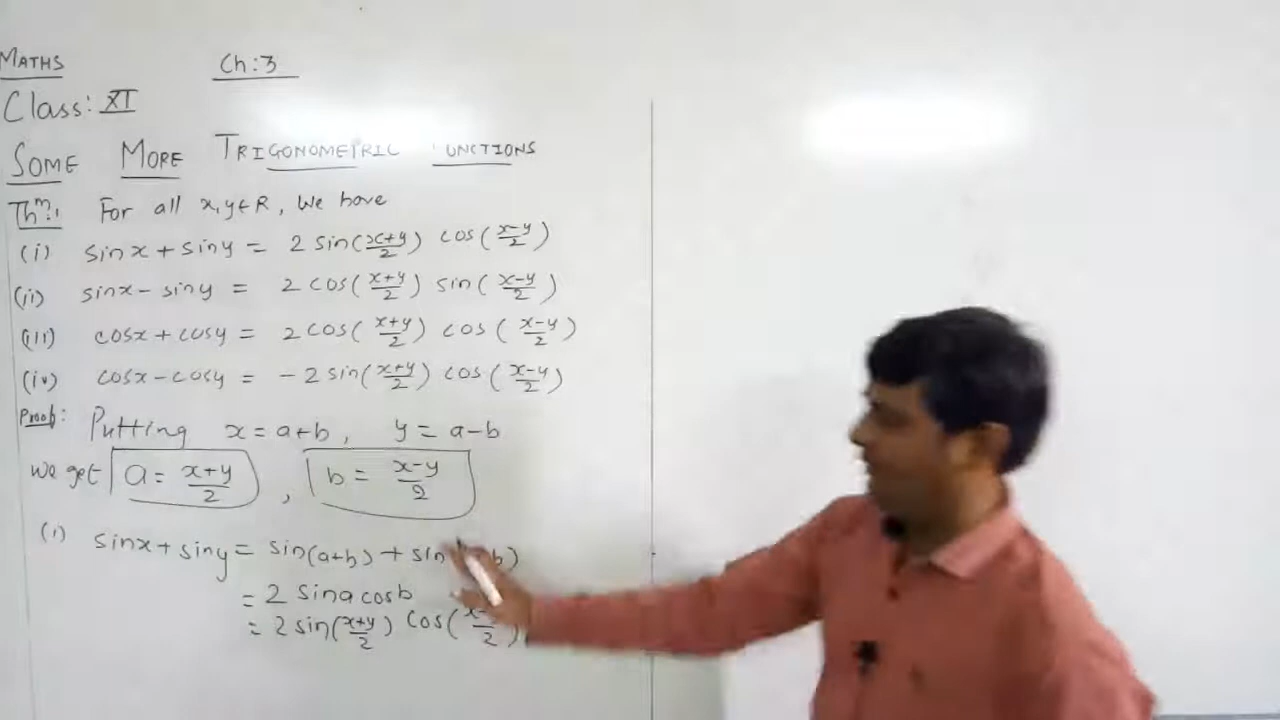 MATHS Ch:3
Class: XI
SOME MORE TRIGONOMETRIC FUNCTIONS
Thm: For all x,y∈R, We have
(i) sinx + siny = 2 sin(x+y/2) cos(x-y/2)
(ii) sinx - siny = 2 cos(x+y/2) sin(x-y/2)
(iii) cosx + cosy = 2 cos(x+y/2) cos(x-y/2)
(iv) cosx - cosy = -2 sin(x+y/2) cos(x-y/2)
Proof: Putting x = a+b, y = a-b
We get a = x+y/2, b = x-y/2
(i) sinx + siny = sin(a+b) + sin b)
= 2 sina cosb
= 2 sin(x+y/2) cos(x-/2)